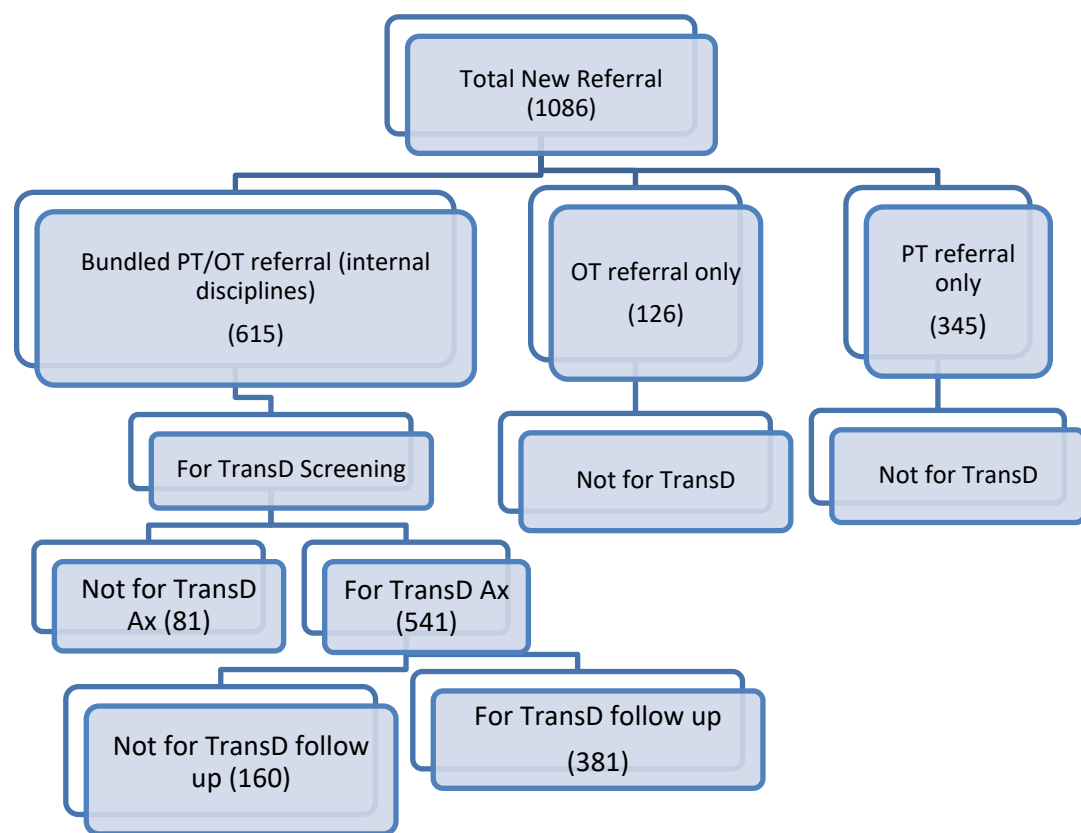 Total New Referral
(1086)
Bundled PT/OT referral (internal
disciplines)
(615)
OT referral only
(126)
PT referral
only
(345)
For TransD Screening
Not for TransD
Not for TransD
Not for TransD
Ax (81)
For TransD Ax
(541)
Not for TransD follow
up (160)
For TransD follow up
(381)